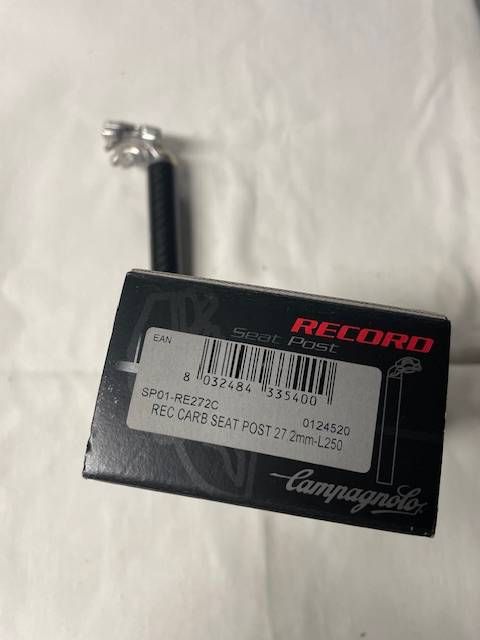 RECORD
Seat Post
EAN
8 032484 335400
SP01-RE272C 0124520
REC CARB SEAT POST 27.2mm-L250
Campagnolo